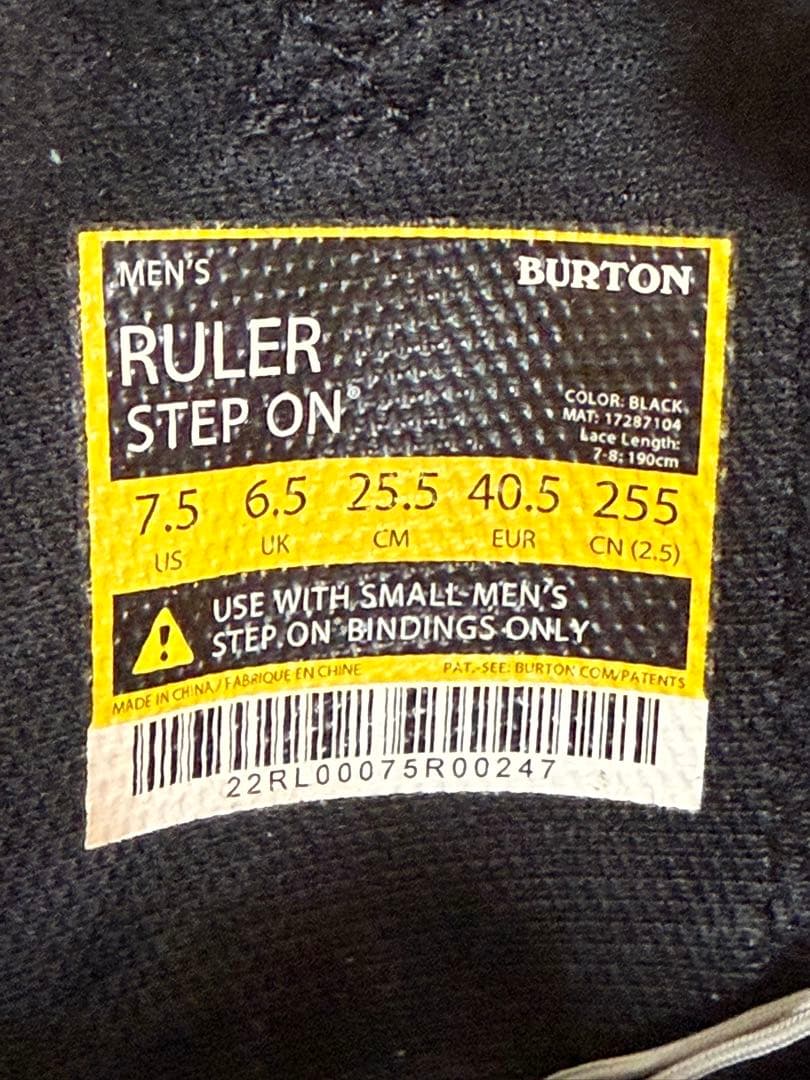 MEN'S
BURTON
RULER
STEP ON®
COLOR: BLACK
MAT: 17287104
Lace Length:
7-8: 190cm
7.5 6.5 25.5 40.5 255
US UK CM EUR CN (2.5)
USE WITH SMALL MEN'S
STEP ON® BINDINGS ONLY
MADE IN CHINA / FABRIQUE EN CHINE
PAT.-SEE: BURTON.COM/PATENTS
22RL00075R00247